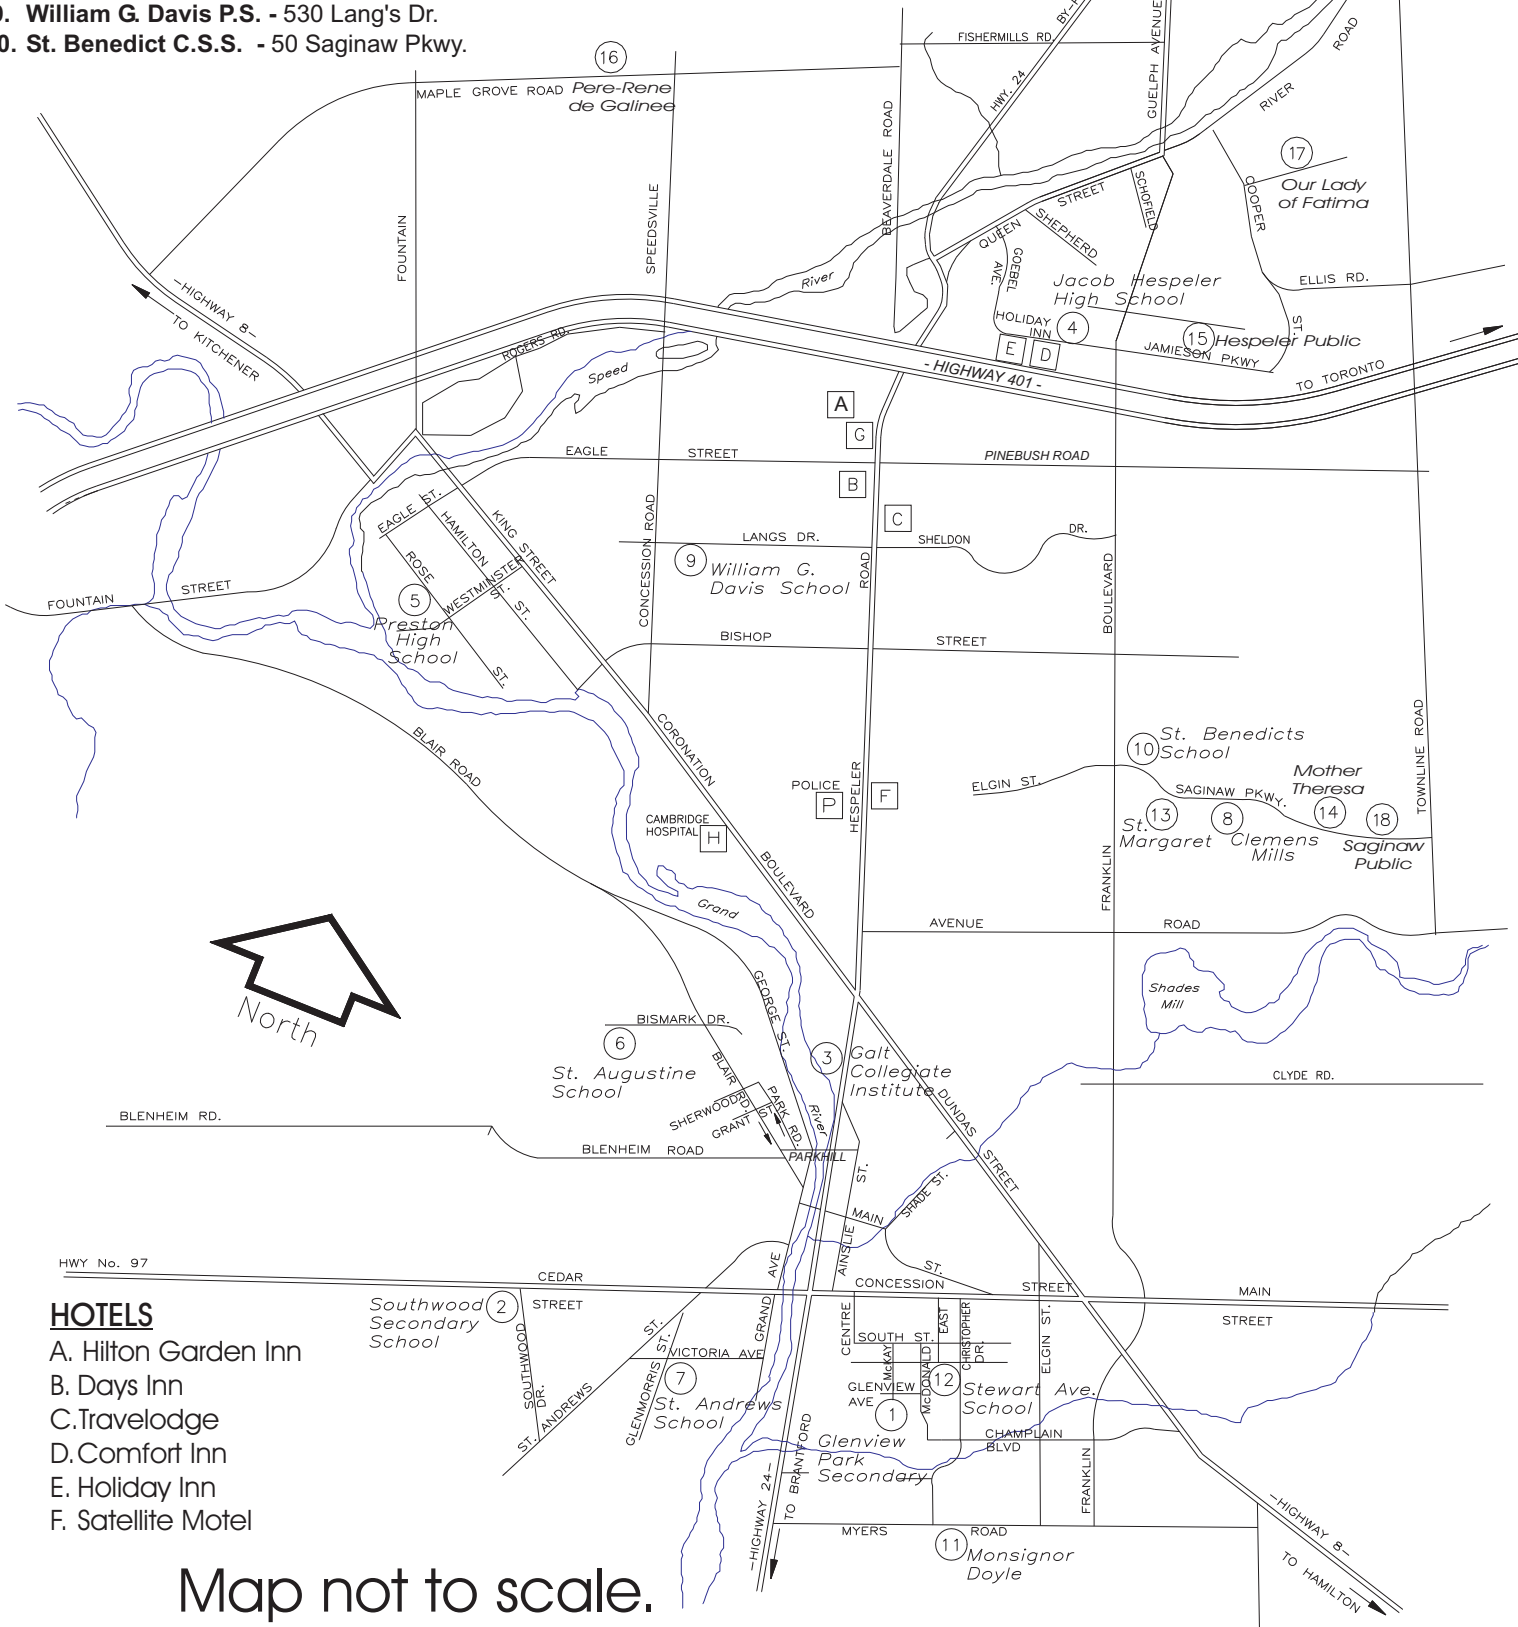 William G. Davis P.S. - 530 Lang's Dr.
0. St. Benedict C.S.S. - 50 Saginaw Pkwy.
BY-P
GUELPH AVENUE
ROAD
FISHERMILLS RD.
16
MAPLE GROVE ROAD
Pere-Rene
de Galinee
HWY. 24
RIVER
BEAVERDALE ROAD
17
Our Lady
of Fatima
COOPER
ST.
SCHOFIELD
STREET
QUEEN
SHEPHERD
FOUNTAIN
SPEEDSVILLE
GOEBEL
AVE.
River
Jacob Hespeler
High School
ELLIS RD.
-HIGHWAY 8-
TO KITCHENER
HOLIDAY
INN
4
E
D
15
Hespeler Public
JAMIESON PKWY
ROGERS RD.
Speed
- HIGHWAY 401 -
TO TORONTO
A
G
EAGLE
STREET
PINEBUSH ROAD
B
C
EAGLE ST.
HAMILTON
ST.
KING STREET
CONCESSION ROAD
LANGS DR.
SHELDON
DR.
ROAD
9
William G.
Davis School
ROSE
ST.
WESTMINSTER
ST.
5
Preston
High
School
FOUNTAIN
STREET
BOULEVARD
BISHOP
STREET
BLAIR ROAD
CORONATION
10
St. Benedicts
School
TOWNLINE ROAD
POLICE
P
F
HESPELER
ELGIN ST.
SAGINAW PKWY.
Mother
Theresa
13
St.
Margaret
8
Clemens
Mills
14
18
Saginaw
Public
CAMBRIDGE
HOSPITAL
H
BOULEVARD
FRANKLIN
Grand
AVENUE
ROAD
North
GEORGE ST.
Shades
Mill
BISMARK DR.
6
St. Augustine
School
3
Galt
Collegiate
Institute
CLYDE RD.
BLAIR
RD.
PARK RD.
SHERWOOD
GRANT
ST
River
DUNDAS
STREET
BLENHEIM RD.
BLENHEIM ROAD
PARKHILL
ST.
SHADE ST.
MAIN
ST.
AINSLIE
HWY No. 97
CEDAR
STREET
CONCESSION
STREET
MAIN
STREET
AVE
GRAND
HOTELS
A. Hilton Garden Inn
B. Days Inn
C.Travelodge
D.Comfort Inn
E. Holiday Inn
F. Satellite Motel
Southwood
Secondary
School
2
SOUTHWOOD
DR.
ST. ANDREWS
ST.
GLENMORRIS
ST.
VICTORIA AVE
7
St. Andrews
School
CENTRE
SOUTH ST.
EAST
CHRISTOPHER
DR.
McKAY
McDONALD
ELGIN ST.
GLENVIEW
AVE
1
12
Stewart Ave.
School
Glenview
Park
Secondary
CHAMPLAIN
BLVD
FRANKLIN
-HIGHWAY 24-
TO BRANTFORD
MYERS
ROAD
11
Monsignor
Doyle
-HIGHWAY 8-
TO HAMILTON
Map not to scale.